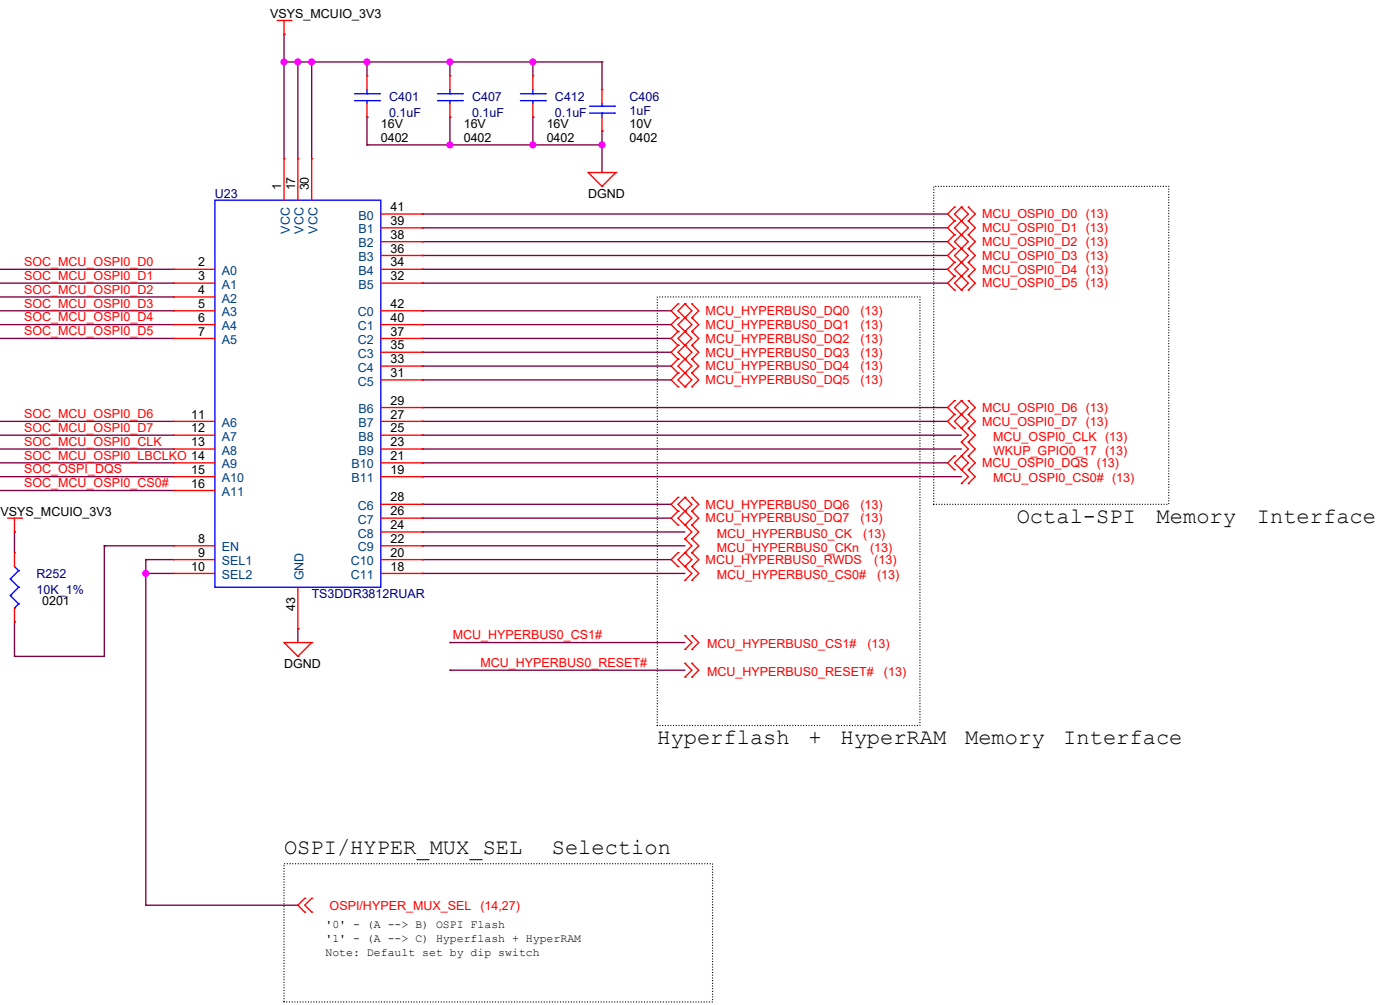 VSYS_MCUIO_3V3
C401
0.1uF
16V
0402
C407
0.1uF
16V
0402
C412
0.1uF
16V
0402
C406
1uF
10V
0402
DGND
U23
1
17
30
VCC
VCC
VCC
SOC_MCU_OSPI0_D0 2 A0
SOC_MCU_OSPI0_D1 3 A1
SOC_MCU_OSPI0_D2 4 A2
SOC_MCU_OSPI0_D3 5 A3
SOC_MCU_OSPI0_D4 6 A4
SOC_MCU_OSPI0_D5 7 A5
SOC_MCU_OSPI0_D6 11 A6
SOC_MCU_OSPI0_D7 12 A7
SOC_MCU_OSPI0_CLK 13 A8
SOC_MCU_OSPI0_LBCLKO 14 A9
SOC_OSPI_DQS 15 A10
SOC_MCU_OSPI0_CS0# 16 A11
VSYS_MCUIO_3V3
R252
10K_1%
0201
8 EN
9 SEL1
10 SEL2
GND
43
DGND
TS3DDR3812RUAR
B0 41 MCU_OSPI0_D0 (13)
B1 39 MCU_OSPI0_D1 (13)
B2 38 MCU_OSPI0_D2 (13)
B3 36 MCU_OSPI0_D3 (13)
B4 34 MCU_OSPI0_D4 (13)
B5 32 MCU_OSPI0_D5 (13)
C0 42 MCU_HYPERBUS0_DQ0 (13)
C1 40 MCU_HYPERBUS0_DQ1 (13)
C2 37 MCU_HYPERBUS0_DQ2 (13)
C3 35 MCU_HYPERBUS0_DQ3 (13)
C4 33 MCU_HYPERBUS0_DQ4 (13)
C5 31 MCU_HYPERBUS0_DQ5 (13)
B6 29 MCU_OSPI0_D6 (13)
B7 27 MCU_OSPI0_D7 (13)
B8 25 MCU_OSPI0_CLK (13)
B9 23 WKUP_GPIO0_17 (13)
B10 21 MCU_OSPI0_DQS (13)
B11 19 MCU_OSPI0_CS0# (13)
C6 28 MCU_HYPERBUS0_DQ6 (13)
C7 26 MCU_HYPERBUS0_DQ7 (13)
C8 24 MCU_HYPERBUS0_CK (13)
C9 22 MCU_HYPERBUS0_CKn (13)
C10 20 MCU_HYPERBUS0_RWDS (13)
C11 18 MCU_HYPERBUS0_CS0# (13)
Octal-SPI Memory Interface
MCU_HYPERBUS0_CS1# MCU_HYPERBUS0_CS1# (13)
MCU_HYPERBUS0_RESET# MCU_HYPERBUS0_RESET# (13)
Hyperflash + HyperRAM Memory Interface
OSPI/HYPER_MUX_SEL Selection
OSPI/HYPER_MUX_SEL (14,27)
'0' - (A --> B) OSPI Flash
'1' - (A --> C) Hyperflash + HyperRAM
Note: Default set by dip switch